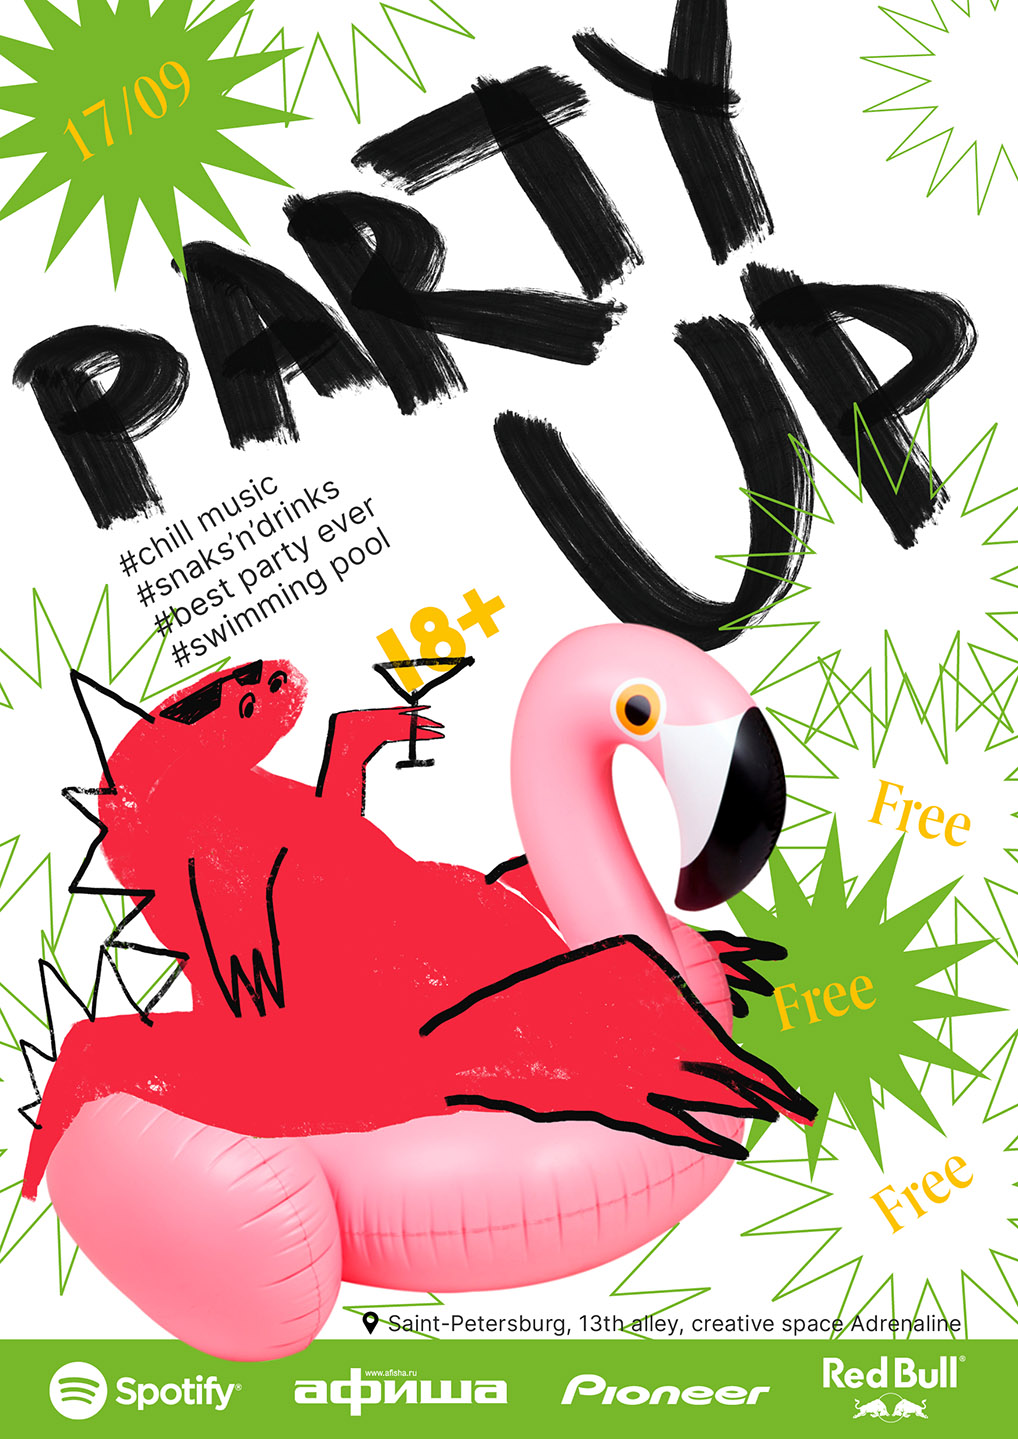 17/09
PARTY
UP
#chill music
#snaks'n'drinks
#best party ever
#swimming pool
18+
Free
Free
Free
Saint-Petersburg, 13th alley, creative space Adrenaline
Spotify®
www.afisha.ru
афиша
Pioneer
Red Bull®